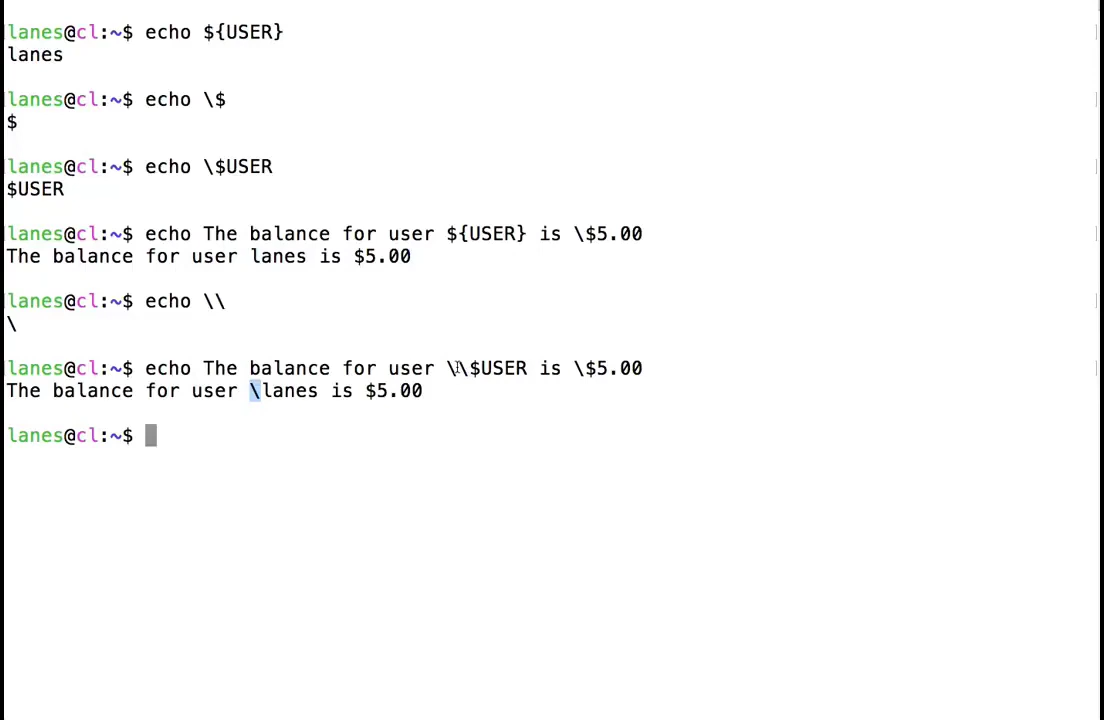 lanes@cl:~$ echo ${USER}
lanes
lanes@cl:~$ echo \$
$
lanes@cl:~$ echo \$USER
$USER
lanes@cl:~$ echo The balance for user ${USER} is \$5.00
The balance for user lanes is $5.00
lanes@cl:~$ echo \\
\
lanes@cl:~$ echo The balance for user \\$USER is \$5.00
The balance for user \lanes is $5.00
lanes@cl:~$